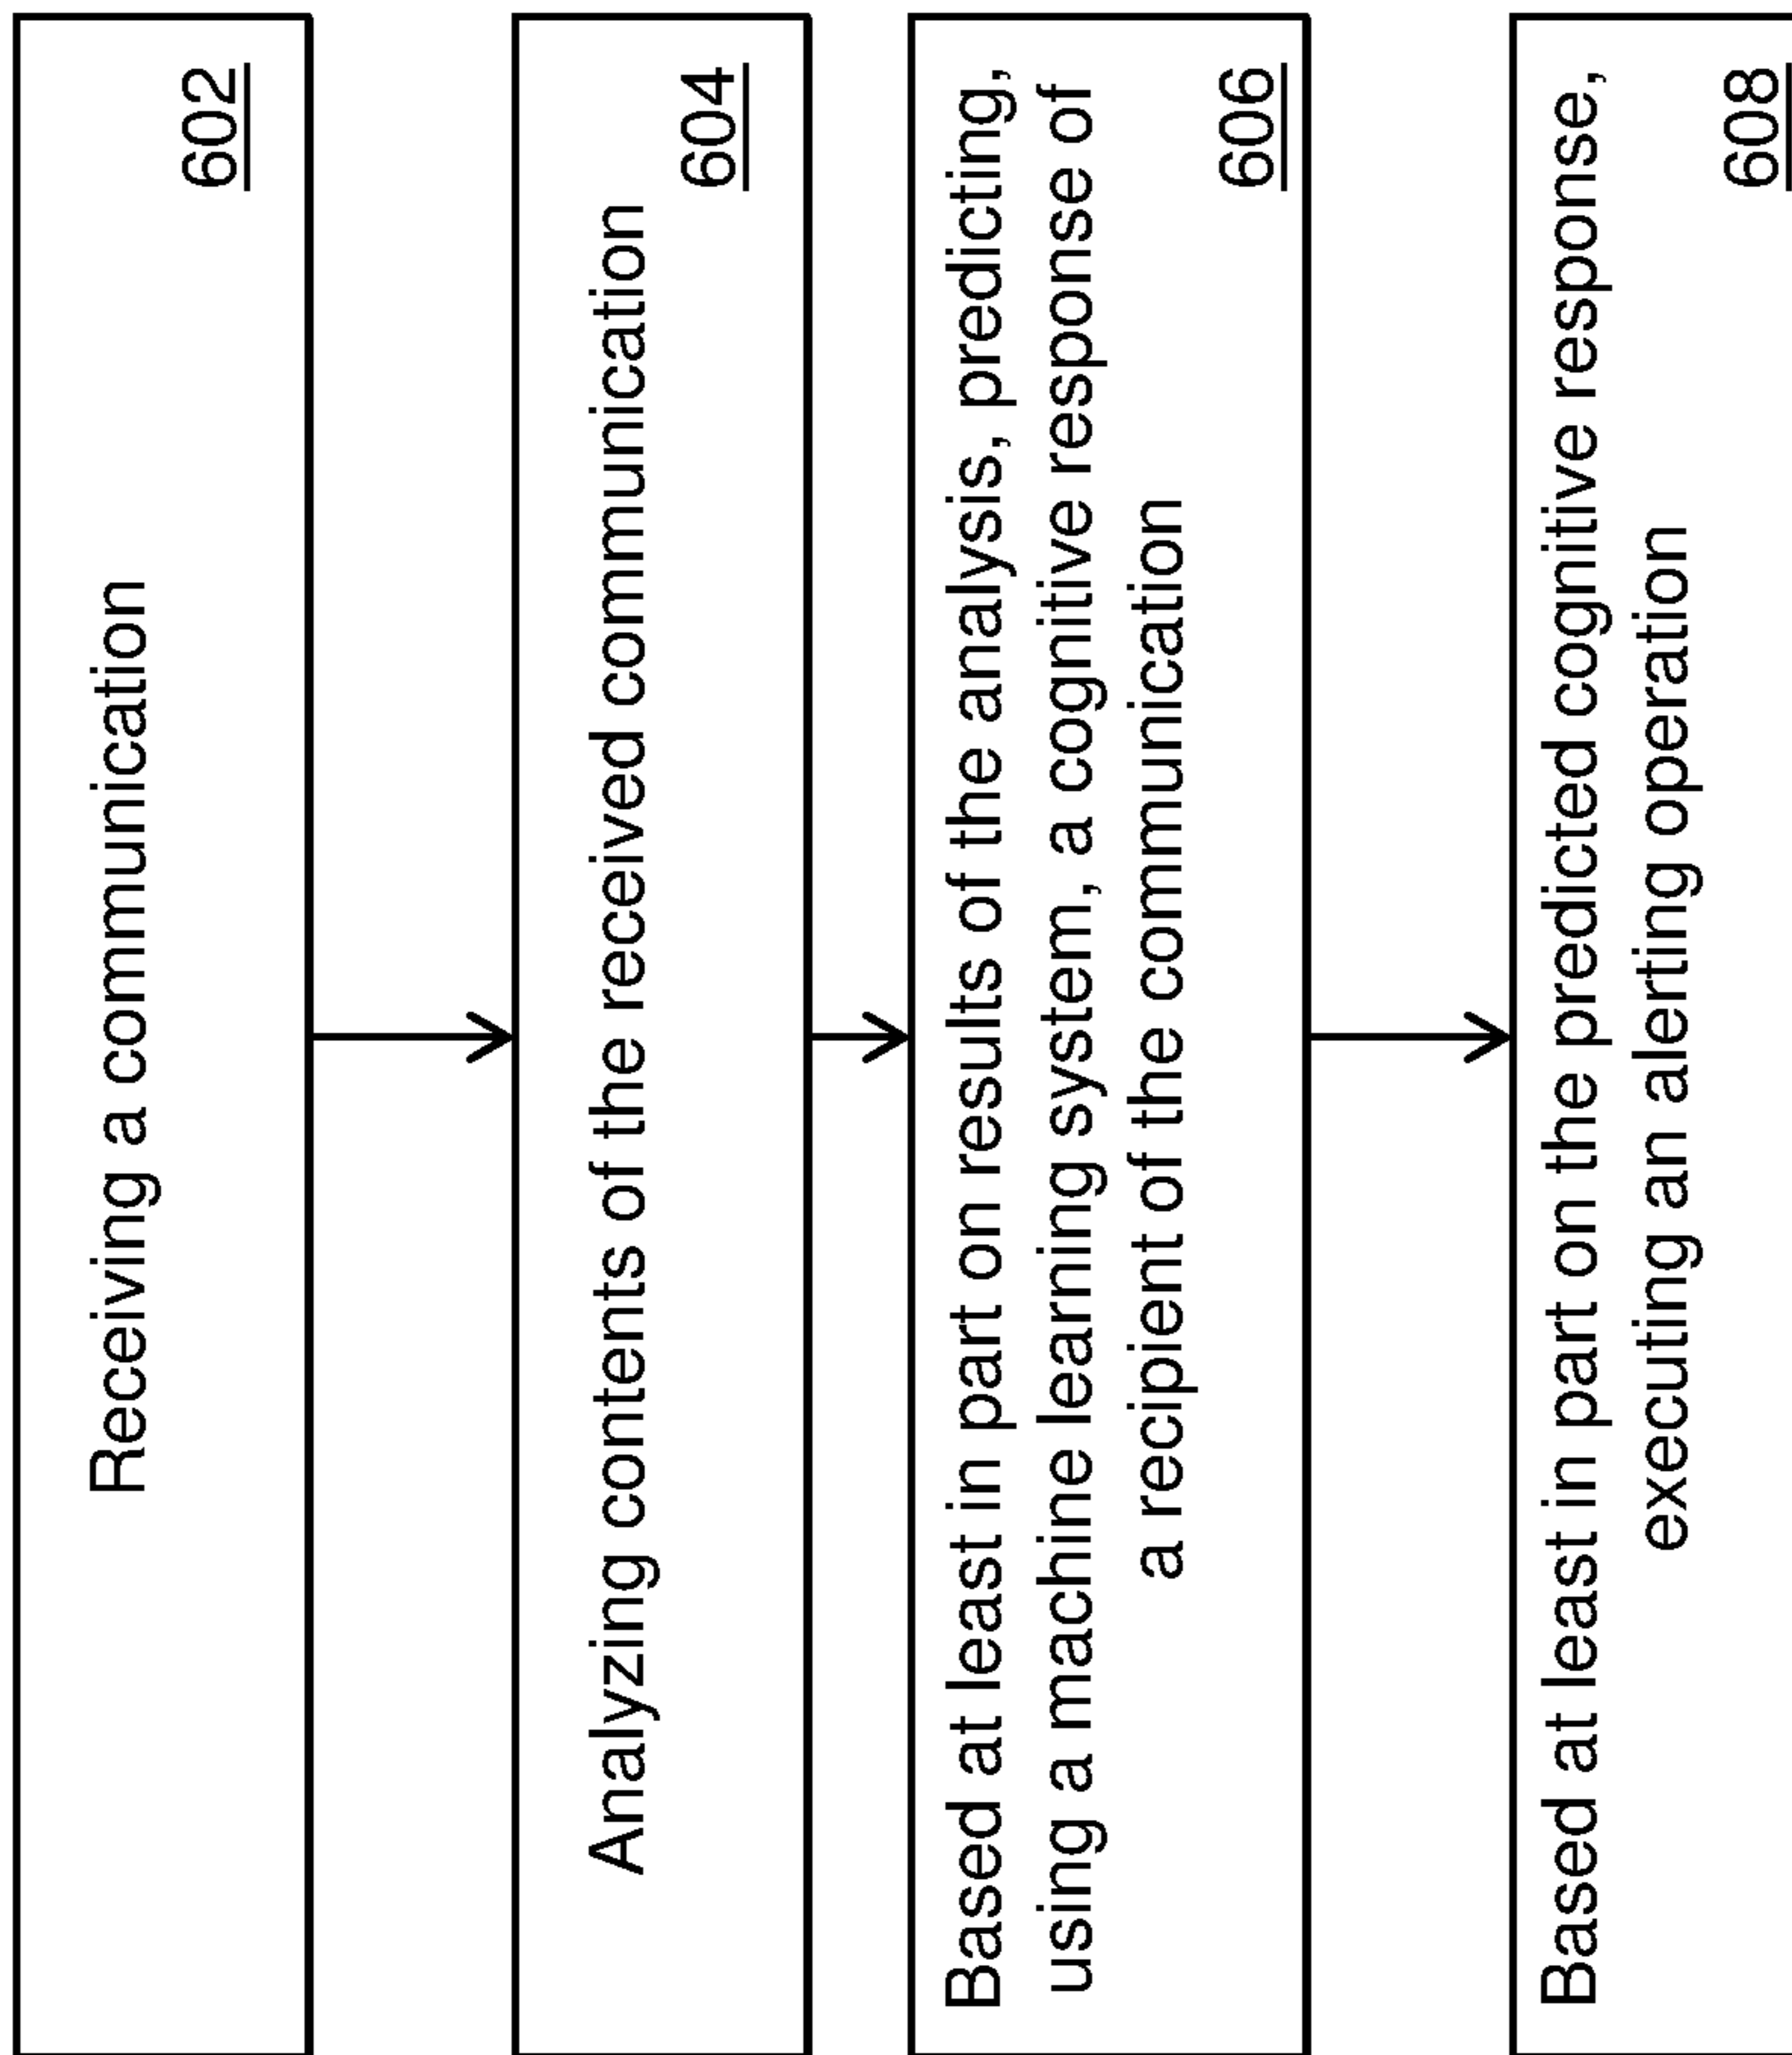 Receiving a communication
602
Analyzing contents of the received communication
604
Based at least in part on results of the analysis, predicting,
using a machine learning system, a cognitive response of
a recipient of the communication
606
Based at least in part on the predicted cognitive response,
executing an alerting operation
608